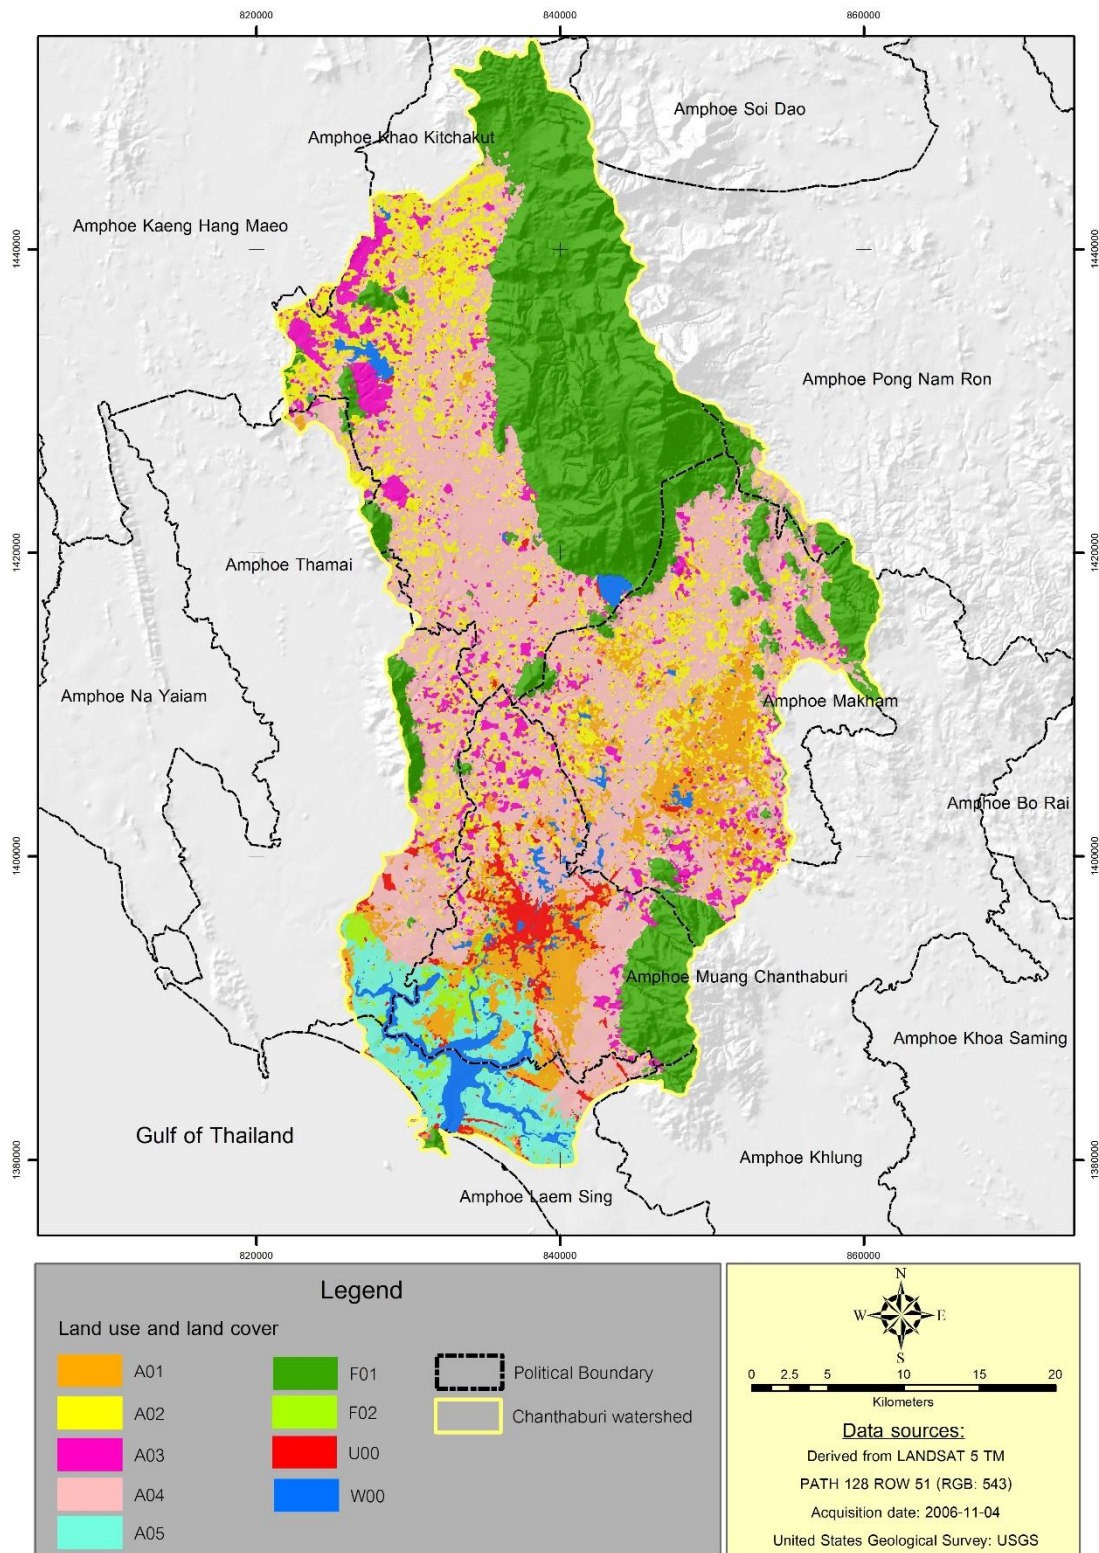 820000 840000 860000
Amphoe Soi Dao
Amphoe Khao Kitchakut
Amphoe Kaeng Hang Maeo
1440000 1440000
Amphoe Pong Nam Ron
1420000 1420000
Amphoe Thamai
Amphoe Na Yaiam
Amphoe Makham
Amphoe Bo Rai
1400000 1400000
Amphoe Muang Chanthaburi
Amphoe Khoa Saming
Gulf of Thailand
1380000 1380000
Amphoe Khlung
Amphoe Laem Sing
820000 840000 860000
Legend
Land use and land cover
A01
A02
A03
A04
A05
F01
F02
U00
W00
Political Boundary
Chanthaburi watershed
N
W E
S
0 2.5 5 10 15 20
Kilometers
Data sources:
Derived from LANDSAT 5 TM
PATH 128 ROW 51 (RGB: 543)
Acquisition date: 2006-11-04
United States Geological Survey: USGS